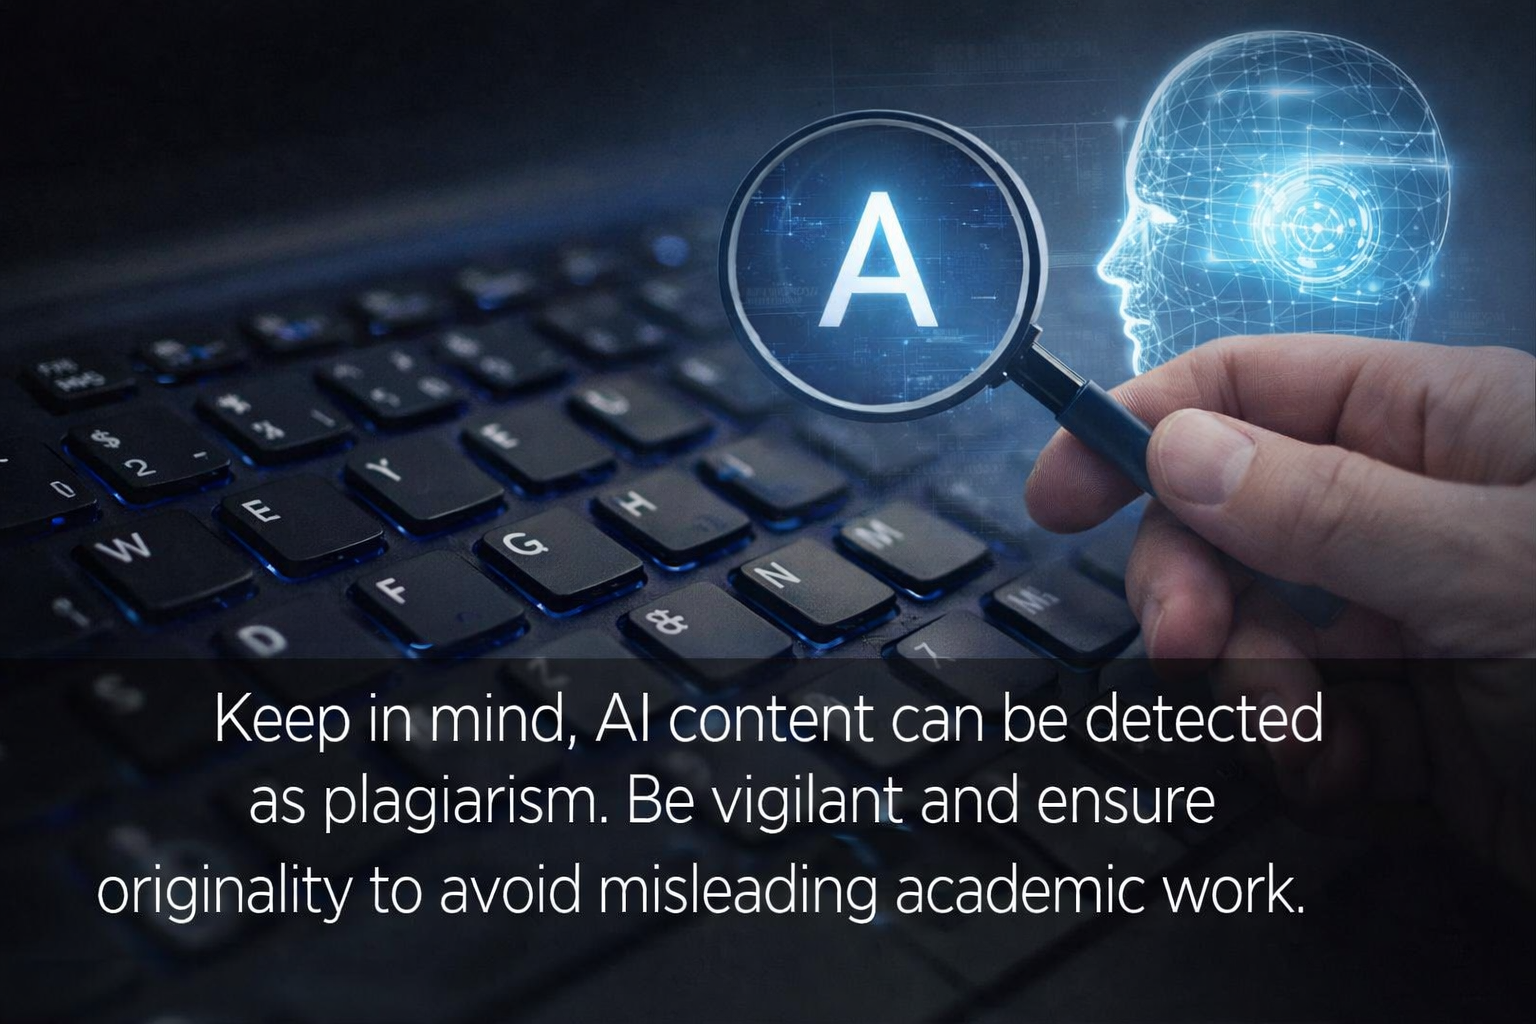 A
$
2
W
E
Y
D
F
G
H
N
M
Keep in mind, AI content can be detected
as plagiarism. Be vigilant and ensure
originality to avoid misleading academic work.